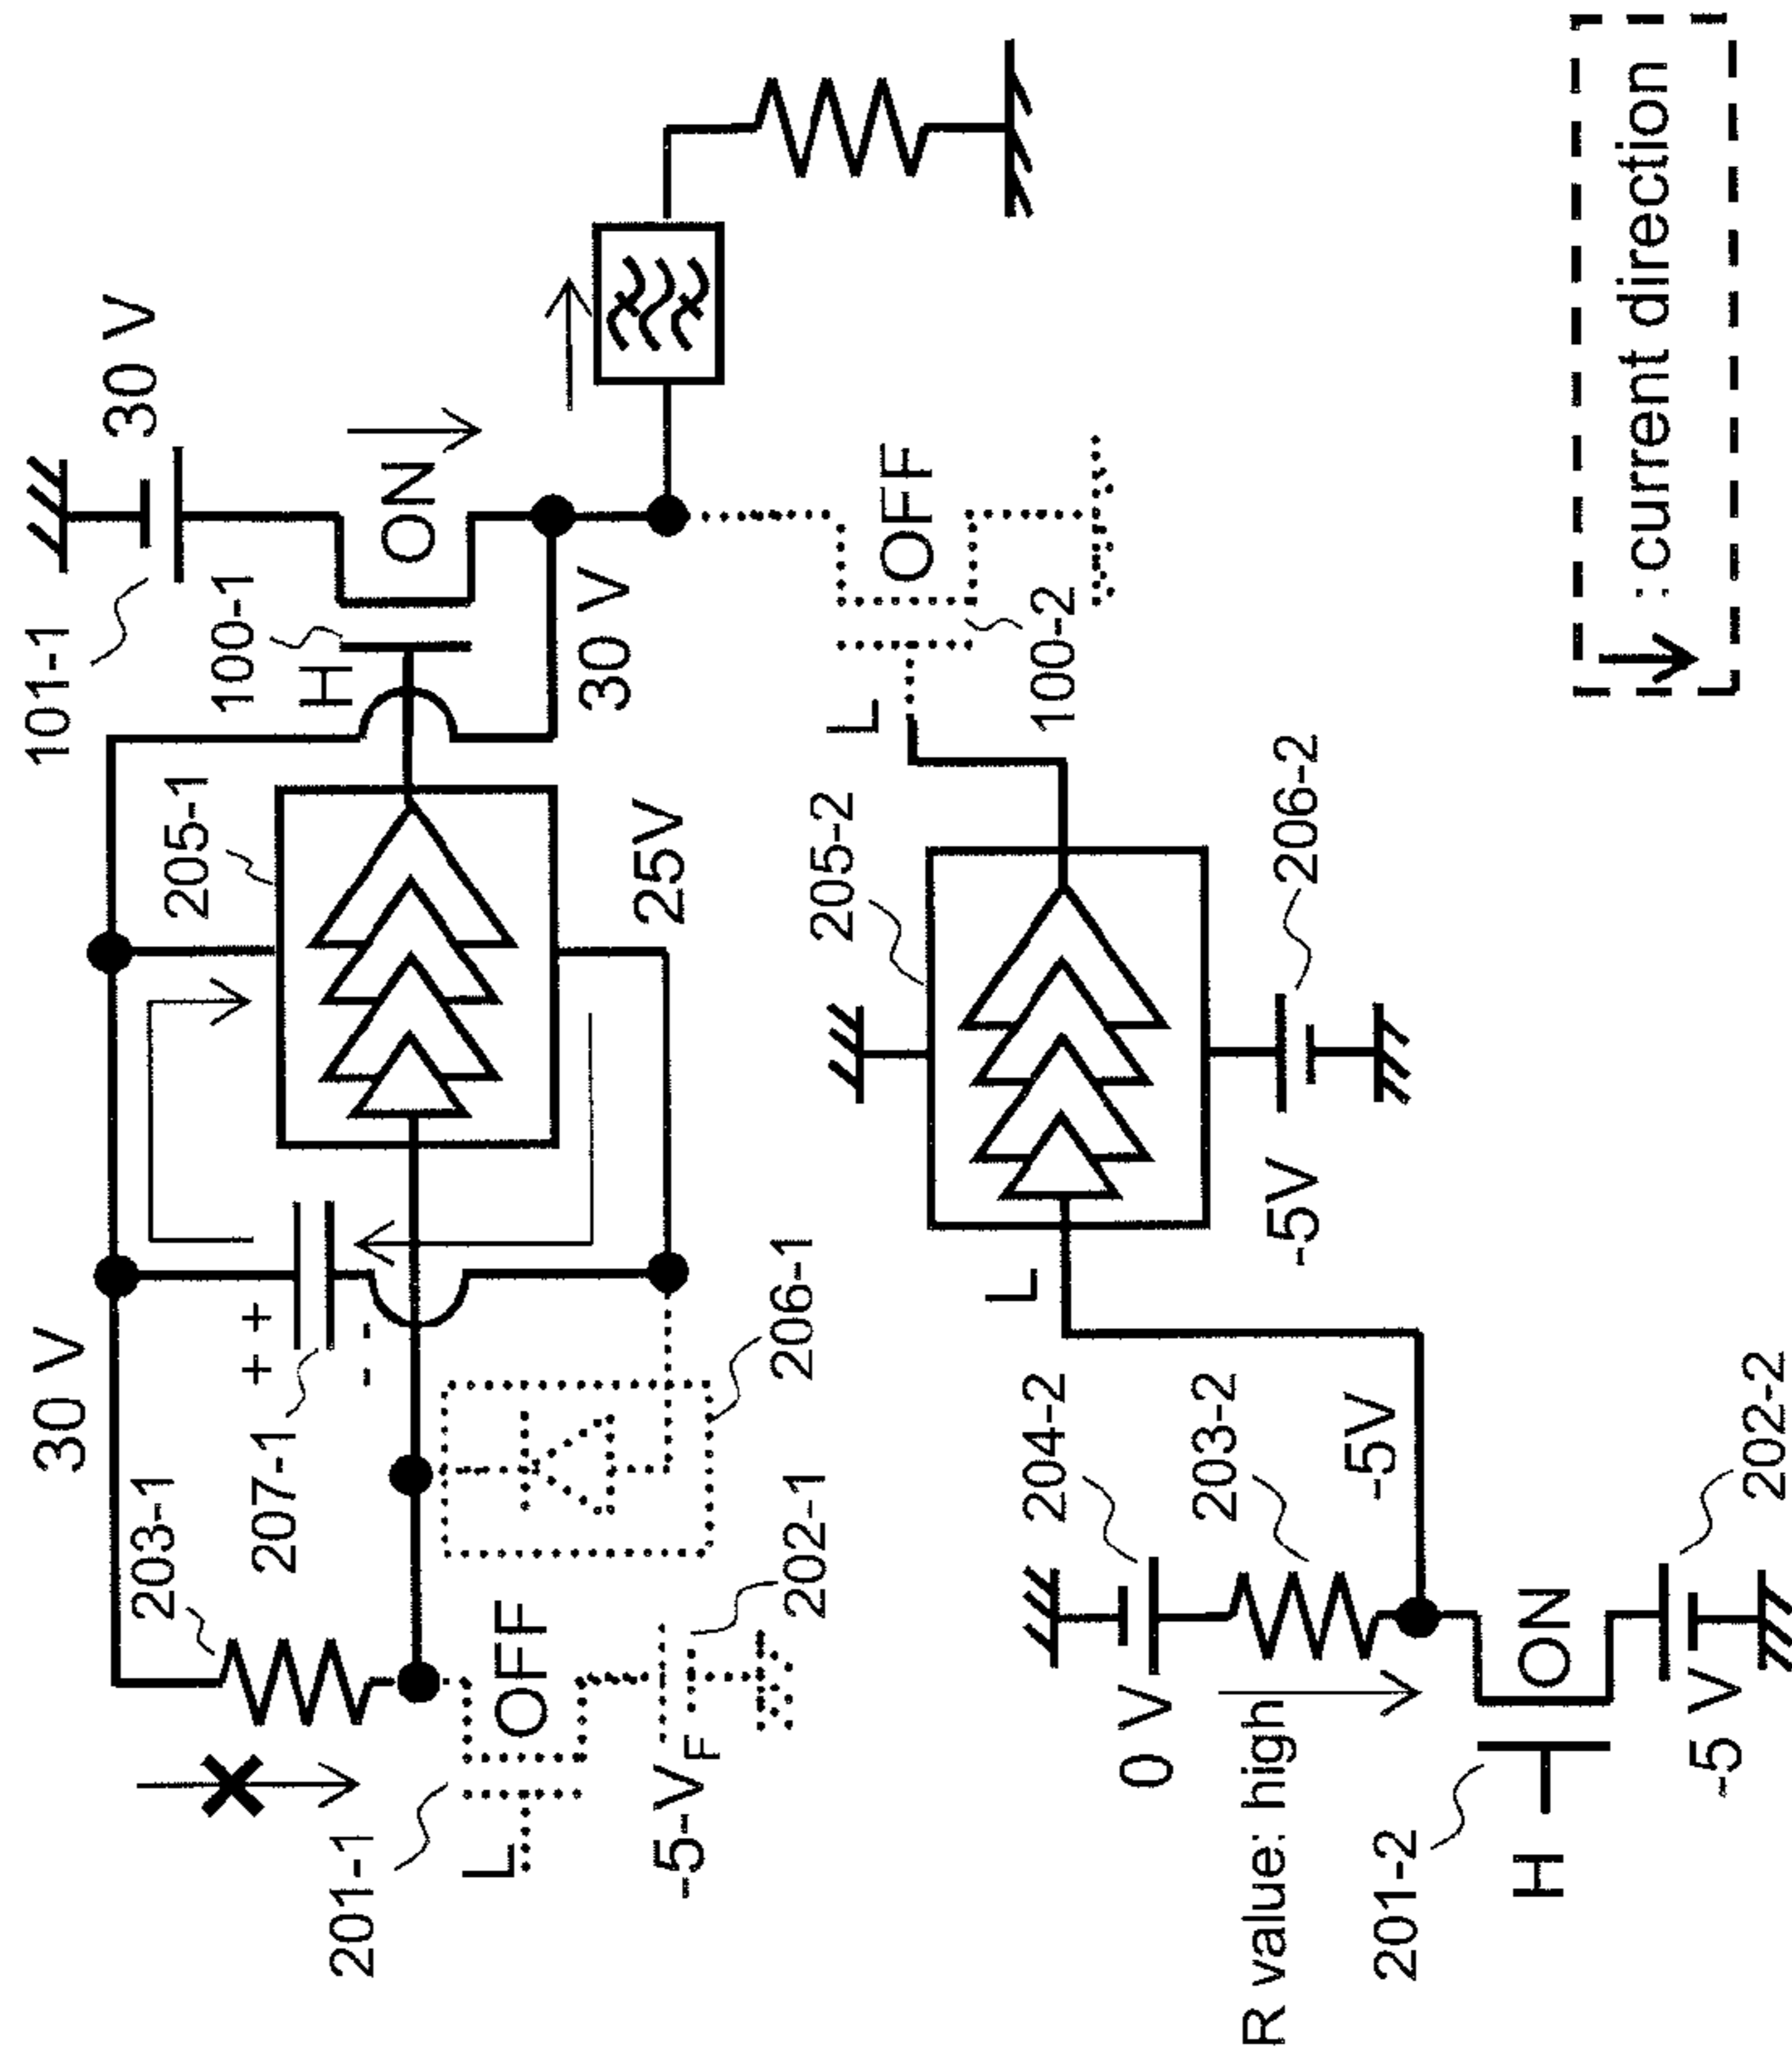 30 V
101-1
100-1
ON
H
30 V
205-1
25V
30 V
+ +
- -
207-1
203-1
206-1
OFF
L
201-1
-5-VF
202-1
OFF
100-2
L
205-2
206-2
-5V
L
204-2
203-2
0 V
R value: high
-5V
ON
H
201-2
-5 V
202-2
: current direction